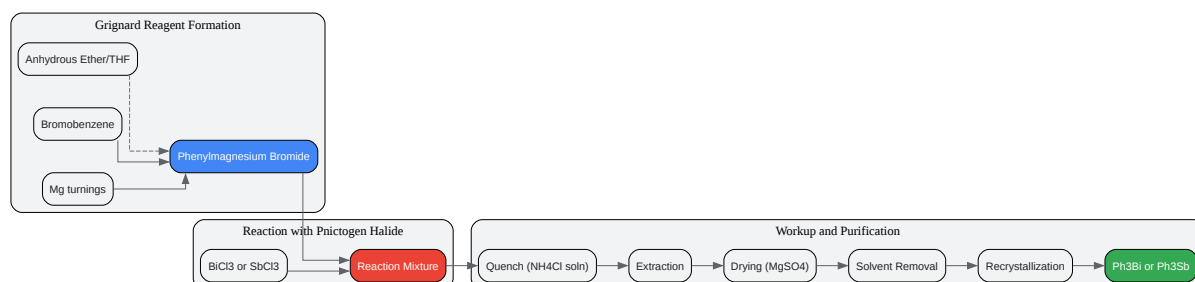 Grignard Reagent Formation
Anhydrous Ether/THF
Bromobenzene
Phenylmagnesium Bromide
Mg turnings
Reaction with Pnictogen Halide
BiCl3 or SbCl3
Reaction Mixture
Workup and Purification
Quench (NH4Cl soln)
Extraction
Drying (MgSO4)
Solvent Removal
Recrystallization
Ph3Bi or Ph3Sb